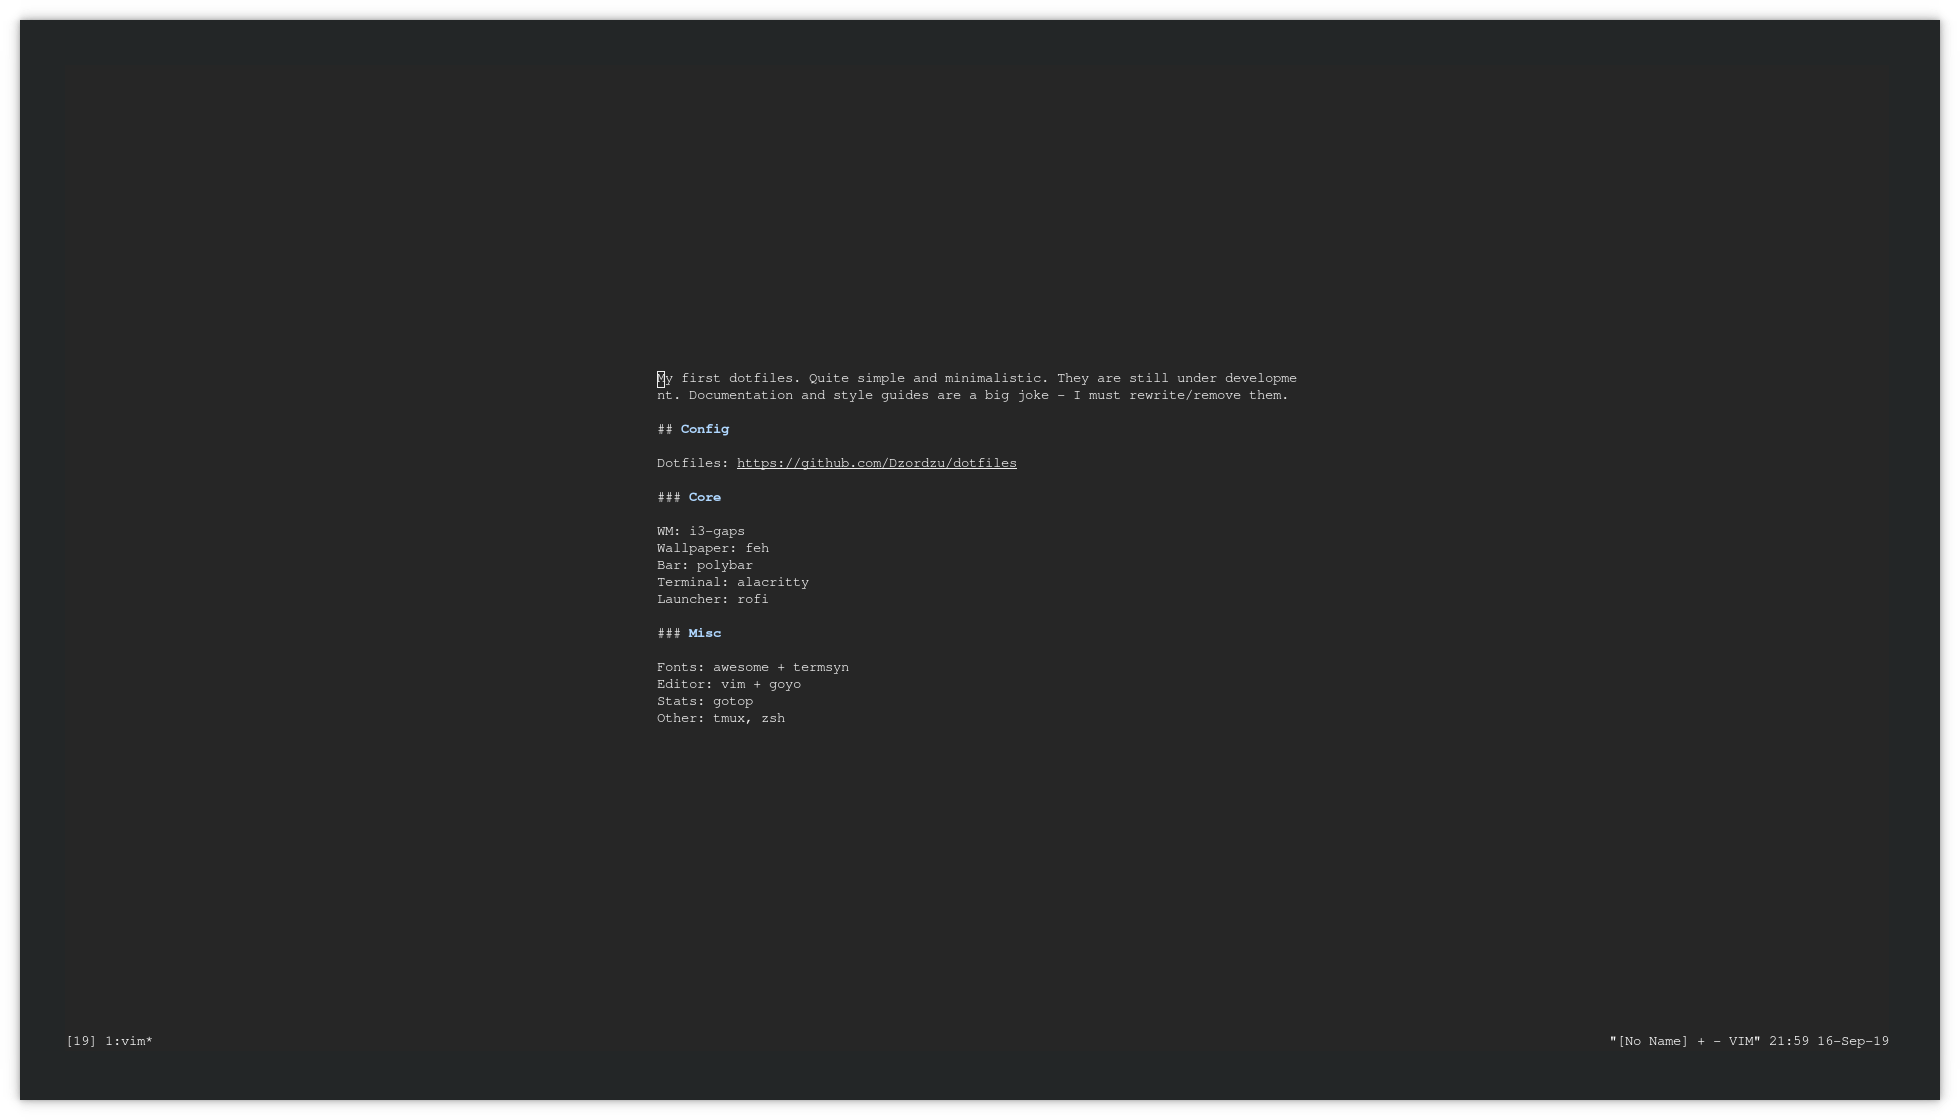 My first dotfiles. Quite simple and minimalistic. They are still under developme
nt. Documentation and style guides are a big joke - I must rewrite/remove them.
## Config
Dotfiles: https://github.com/Dzordzu/dotfiles
### Core
WM: i3-gaps
Wallpaper: feh
Bar: polybar
Terminal: alacritty
Launcher: rofi
### Misc
Fonts: awesome + termsyn
Editor: vim + goyo
Stats: gotop
Other: tmux, zsh
[19] 1:vim* "[No Name] + - VIM" 21:59 16-Sep-19